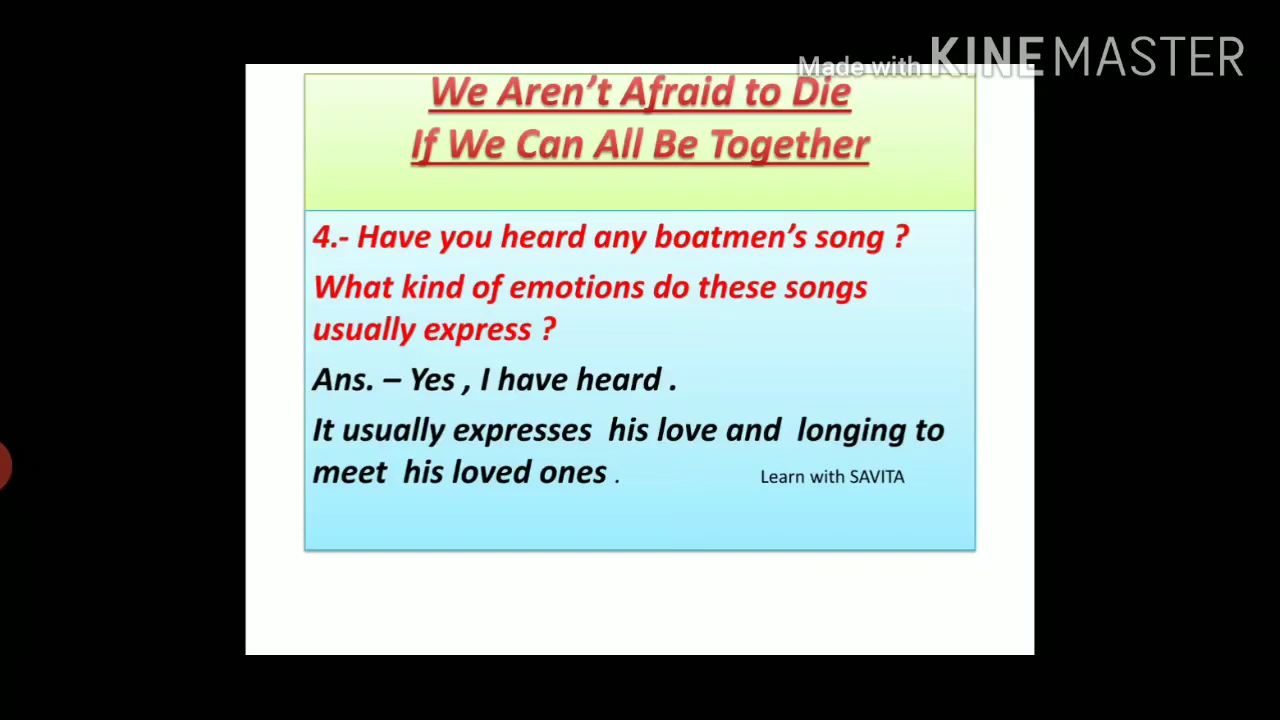 Made with KINEMASTER
We Aren't Afraid to Die
If We Can All Be Together
4.- Have you heard any boatmen's song ?
What kind of emotions do these songs
usually express ?
Ans. – Yes , I have heard .
It usually expresses his love and longing to
meet his loved ones .
Learn with SAVITA